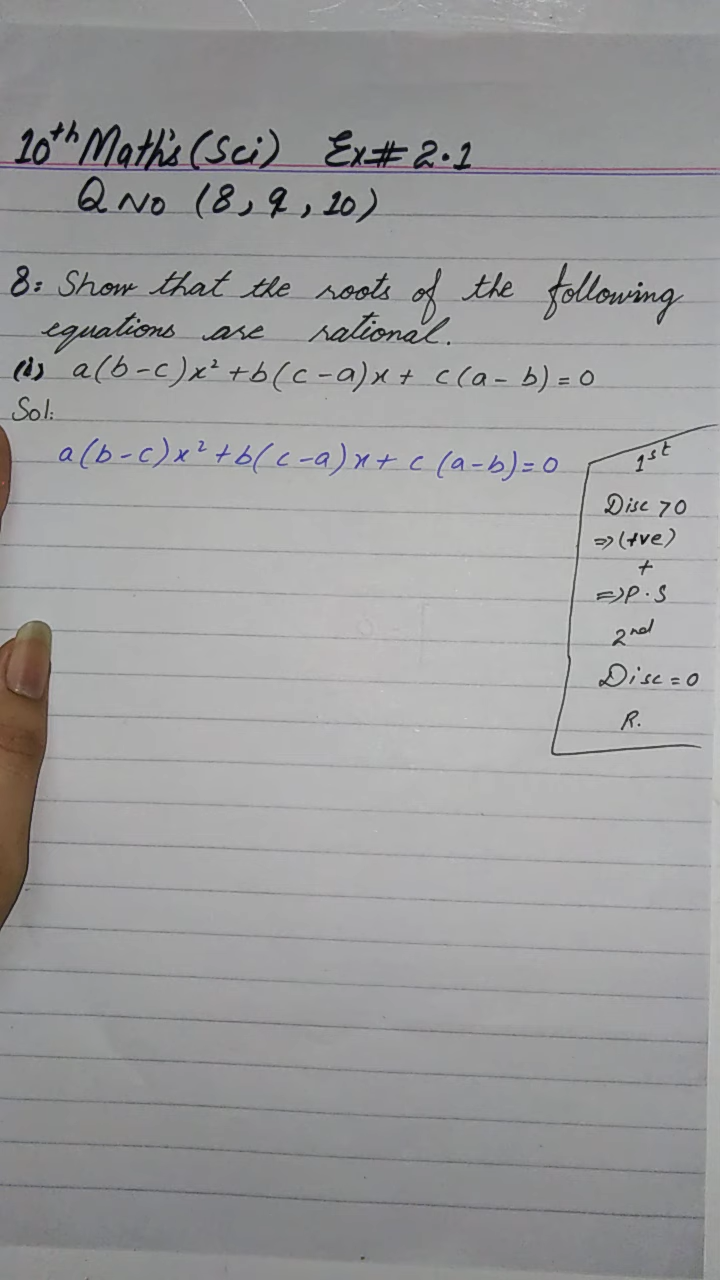 10th Math's (Sci) Ex# 2.1
Q No (8, 9, 10)
8: Show that the roots of the following
equations are rational.
(i) a(b-c)x² + b(c-a)x + c(a-b) = 0
Sol:
a(b-c)x² + b(c-a)x + c(a-b) = 0
1st
Disc > 0
⇒ (+ve)
+
⇒ P.S
2nd
Disc = 0
R.